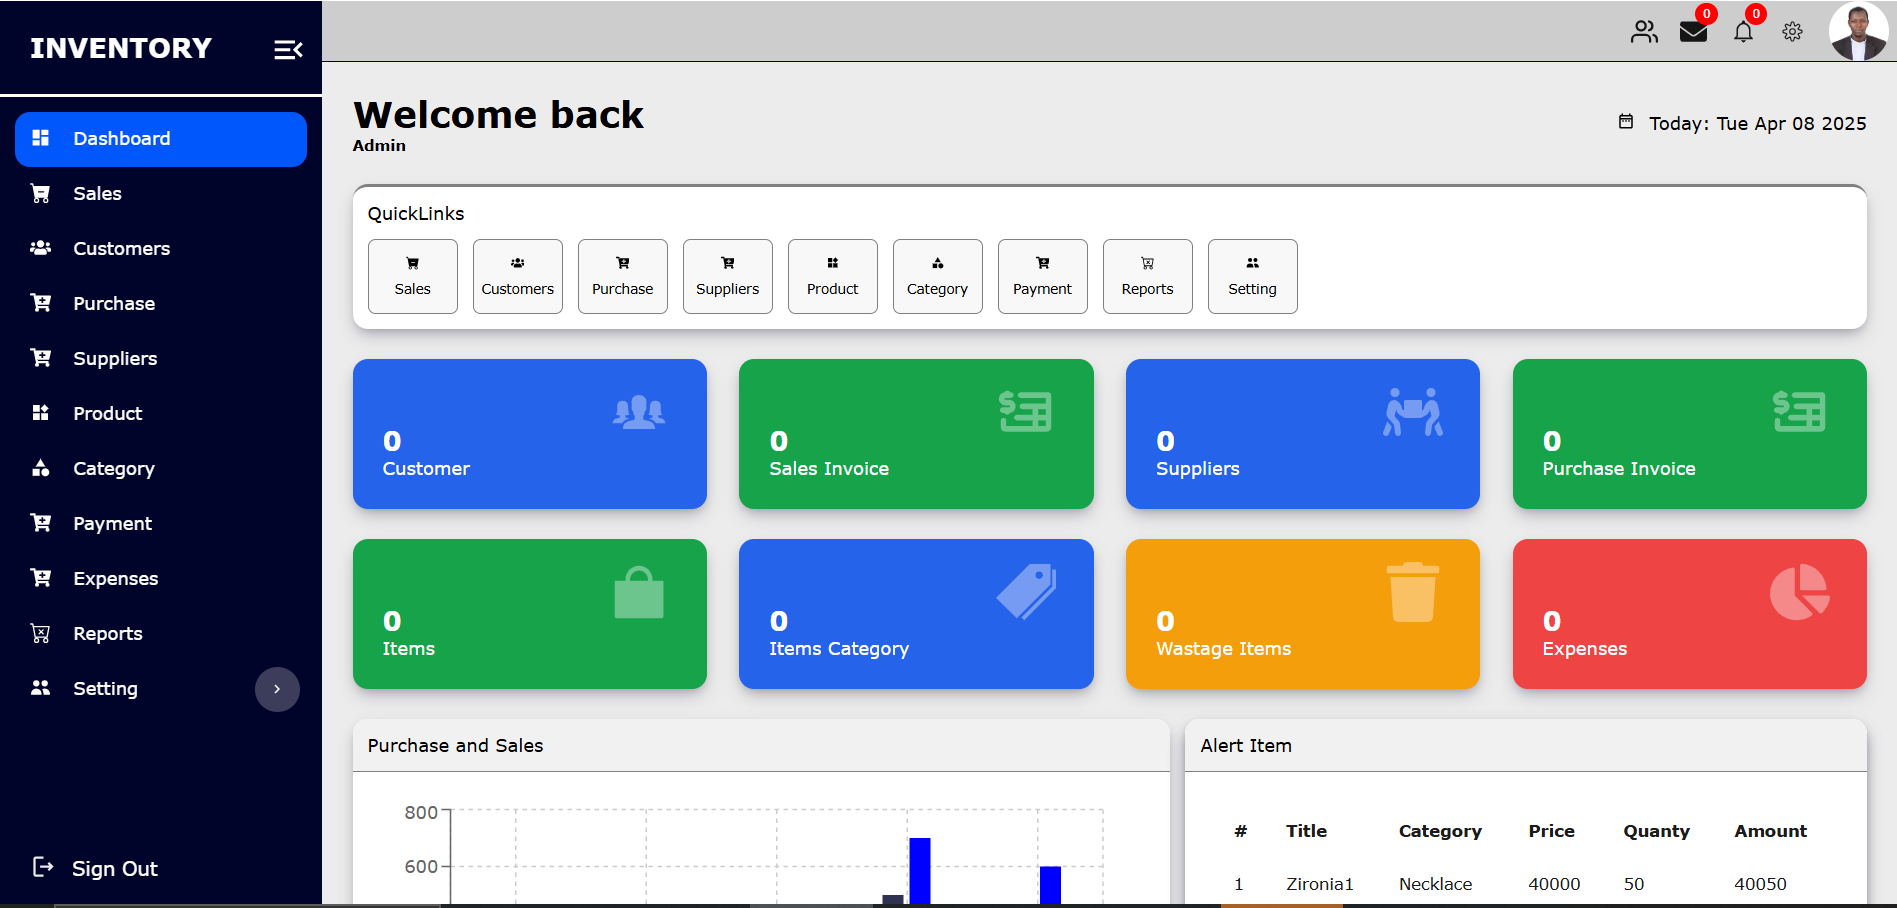 INVENTORY
0
0
Dashboard
Sales
Customers
Purchase
Suppliers
Product
Category
Payment
Expenses
Reports
Setting
Sign Out
Welcome back
Admin
Today: Tue Apr 08 2025
QuickLinks
Sales Customers Purchase Suppliers Product Category Payment Reports Setting
0
Customer
0
Sales Invoice
0
Suppliers
0
Purchase Invoice
0
Items
0
Items Category
0
Wastage Items
0
Expenses
Purchase and Sales
800
600
Alert Item
# Title Category Price Quanty Amount
1 Zironia1 Necklace 40000 50 40050